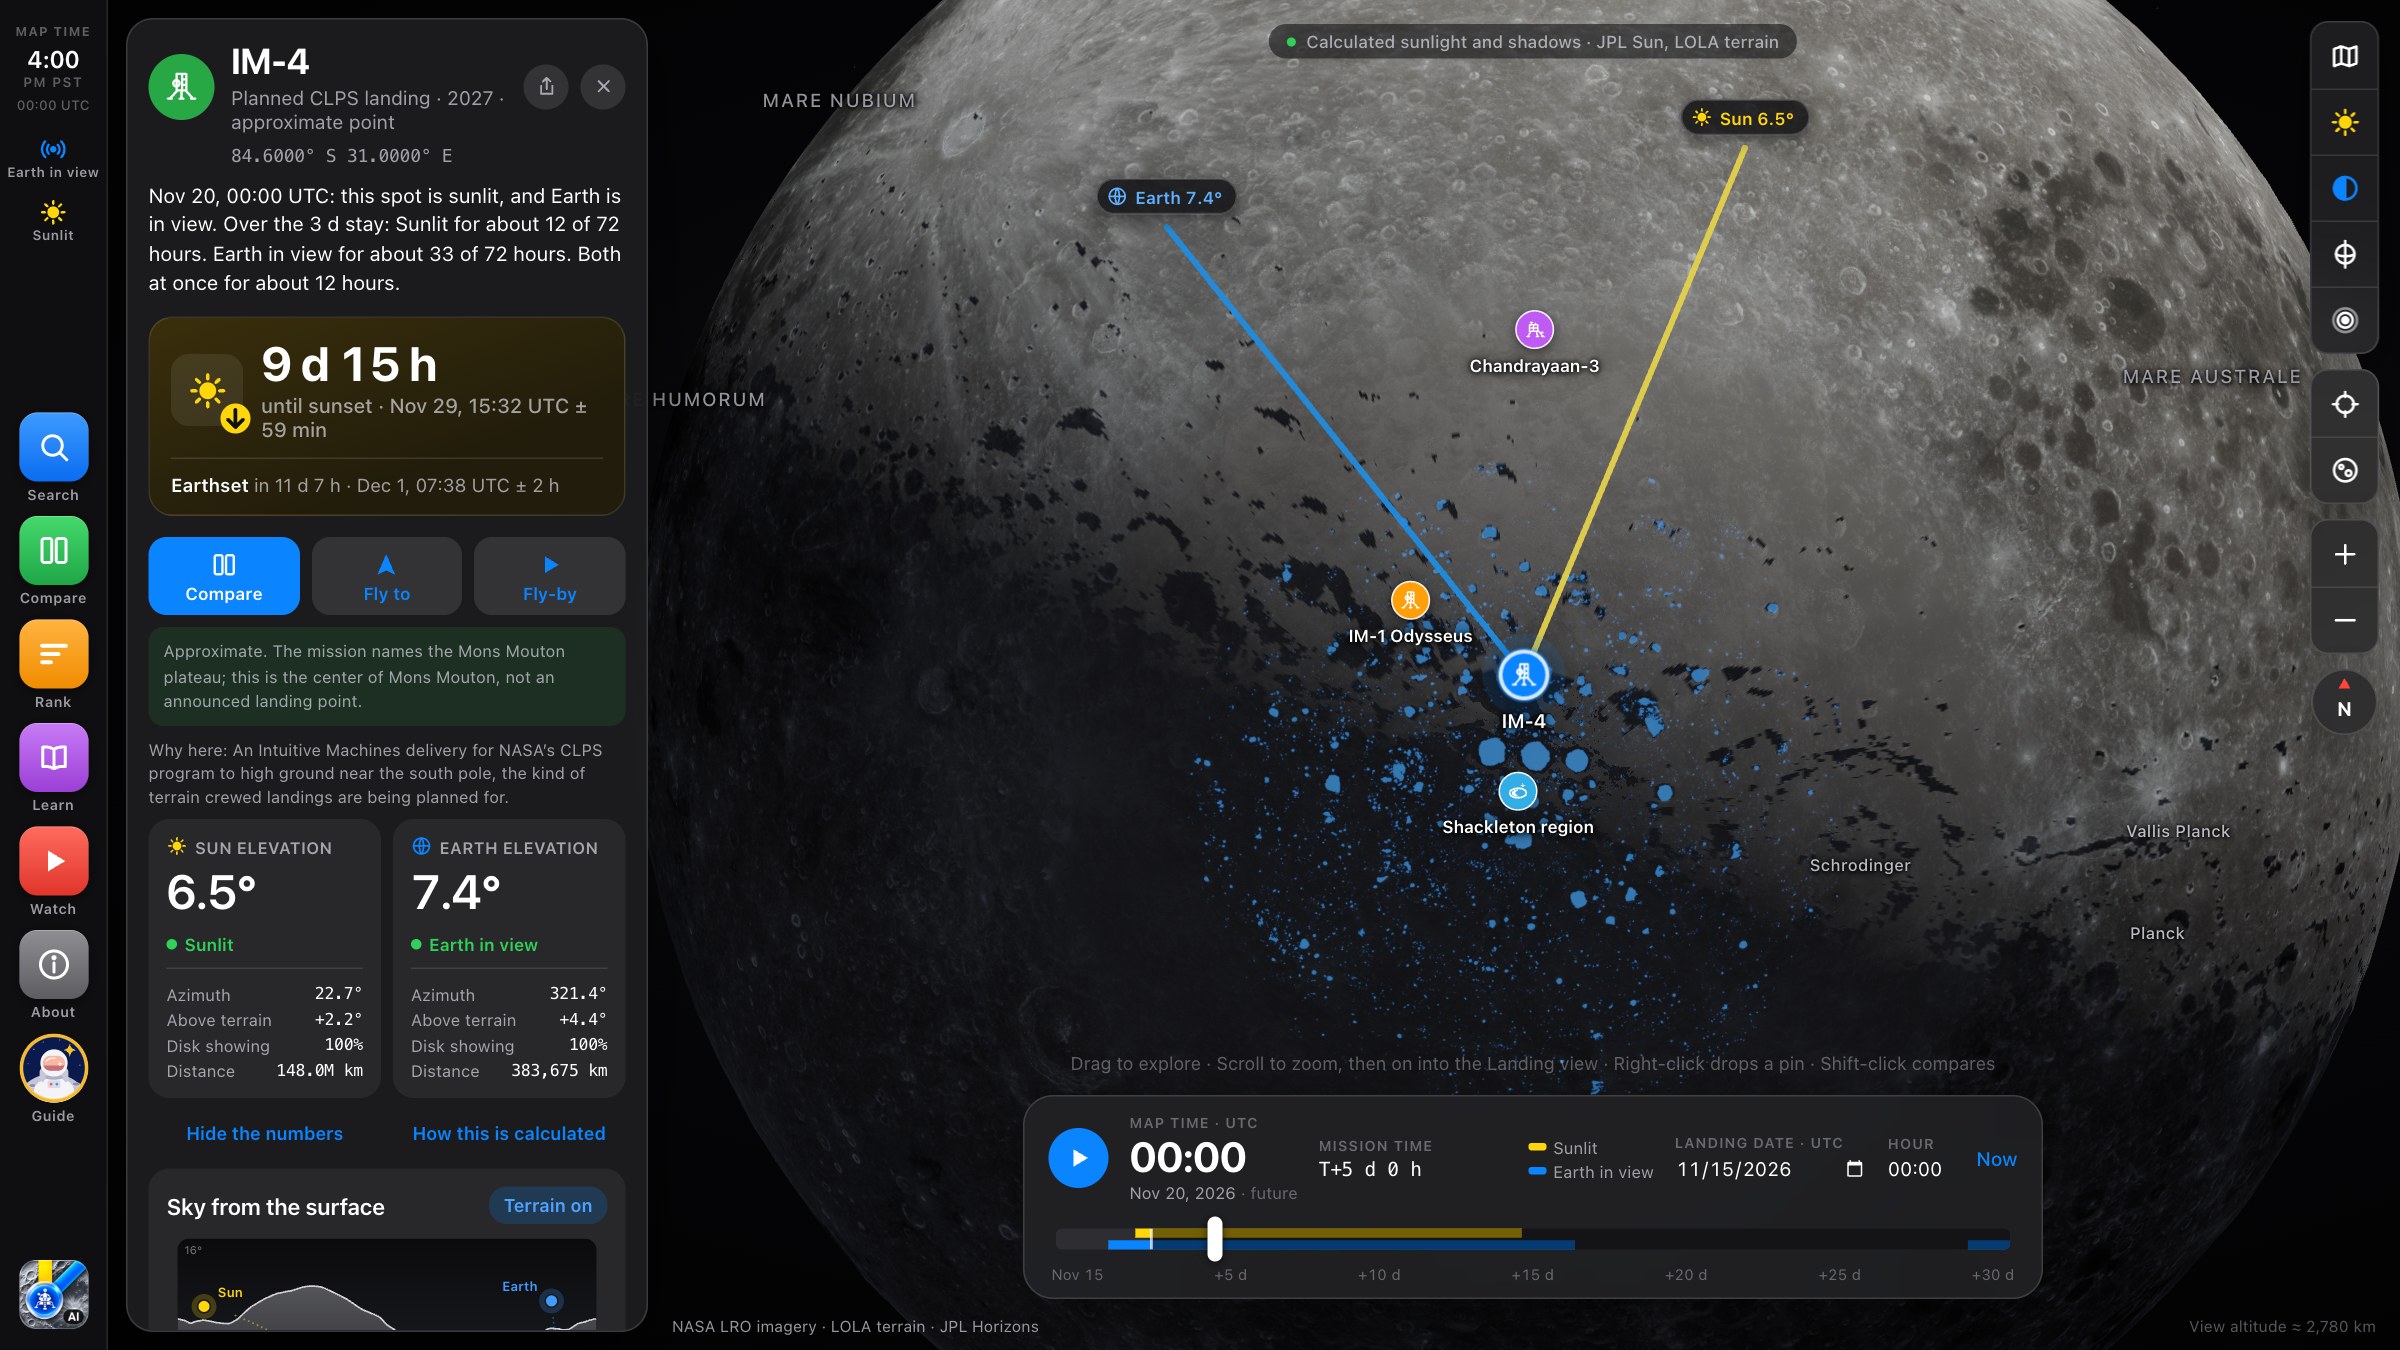 MAP TIME
4:00
PM PST
00:00 UTC
Earth in view
Sunlit
Search
Compare
Rank
Learn
Watch
About
Guide
AI
IM-4
Planned CLPS landing · 2027 ·
approximate point
84.6000° S 31.0000° E
Nov 20, 00:00 UTC: this spot is sunlit, and Earth is
in view. Over the 3 d stay: Sunlit for about 12 of 72
hours. Earth in view for about 33 of 72 hours. Both
at once for about 12 hours.
9 d 15 h
until sunset · Nov 29, 15:32 UTC ±
59 min
Earthset in 11 d 7 h · Dec 1, 07:38 UTC ± 2 h
Compare
Fly to
Fly-by
Approximate. The mission names the Mons Mouton
plateau; this is the center of Mons Mouton, not an
announced landing point.
Why here: An Intuitive Machines delivery for NASA's CLPS
program to high ground near the south pole, the kind of
terrain crewed landings are being planned for.
SUN ELEVATION
6.5°
Sunlit
Azimuth 22.7°
Above terrain +2.2°
Disk showing 100%
Distance 148.0M km
EARTH ELEVATION
7.4°
Earth in view
Azimuth 321.4°
Above terrain +4.4°
Disk showing 100%
Distance 383,675 km
Hide the numbers
How this is calculated
Sky from the surface
Terrain on
16°
Sun
Earth
Calculated sunlight and shadows · JPL Sun, LOLA terrain
MARE NUBIUM
Sun 6.5°
Earth 7.4°
Chandrayaan-3
MARE AUSTRALE
HUMORUM
IM-1 Odysseus
IM-4
Shackleton region
Vallis Planck
Schrodinger
Planck
N
Drag to explore · Scroll to zoom, then on into the Landing view · Right-click drops a pin · Shift-click compares
MAP TIME · UTC
00:00
Nov 20, 2026 · future
MISSION TIME
T+5 d 0 h
Sunlit
Earth in view
LANDING DATE · UTC
11/15/2026
HOUR
00:00
Now
Nov 15
+5 d
+10 d
+15 d
+20 d
+25 d
+30 d
NASA LRO imagery · LOLA terrain · JPL Horizons
View altitude ≈ 2,780 km